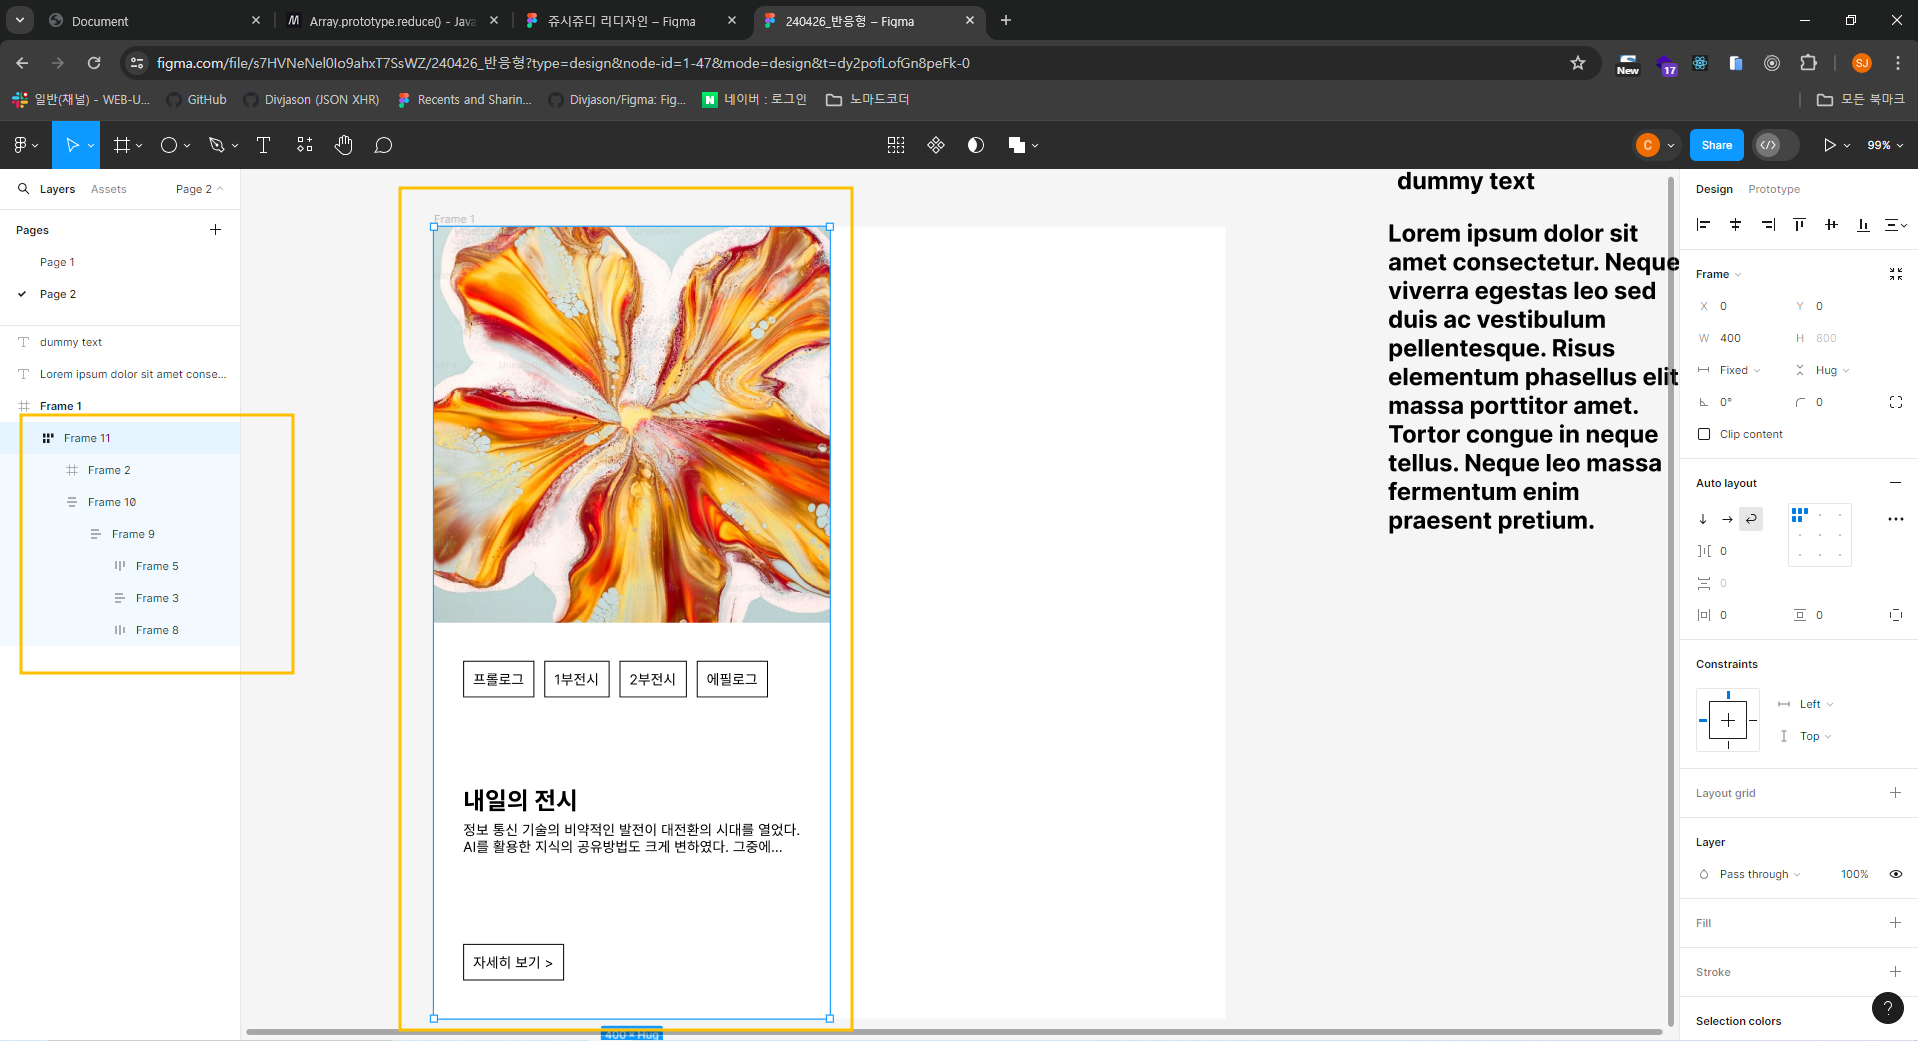 Document
Array.prototype.reduce() - Java
쥬시쥬디 리디자인 – Figma
240426_반응형 – Figma
figma.com/file/s7HVNeNel0Io9ahxT7SsWZ/240426_반응형?type=design&node-id=1-47&mode=design&t=dy2pofLofGn8peFk-0
New
17
SJ
일반(채널) - WEB-U...
GitHub
Divjason (JSON XHR)
Recents and Sharin...
Divjason/Figma: Fig...
네이버 : 로그인
노마드코더
모든 북마크
C
Share
99%
Layers
Assets
Page 2
Pages
Page 1
Page 2
dummy text
Lorem ipsum dolor sit amet conse...
Frame 1
Frame 11
Frame 2
Frame 10
Frame 9
Frame 5
Frame 3
Frame 8
Frame 1
프롤로그
1부전시
2부전시
에필로그
내일의 전시
정보 통신 기술의 비약적인 발전이 대전환의 시대를 열었다.
AI를 활용한 지식의 공유방법도 크게 변하였다. 그중에...
자세히 보기 >
400 × Hug
dummy text
Lorem ipsum dolor sit
amet consectetur. Neque
viverra egestas leo sed
duis ac vestibulum
pellentesque. Risus
elementum phasellus elit
massa porttitor amet.
Tortor congue in neque
tellus. Neque leo massa
fermentum enim
praesent pretium.
Design
Prototype
Frame
X 0
Y 0
W 400
H 800
Fixed
Hug
0°
0
Clip content
Auto layout
0
0
0
0
Constraints
Left
Top
Layout grid
Layer
Pass through
100%
Fill
Stroke
Selection colors
?